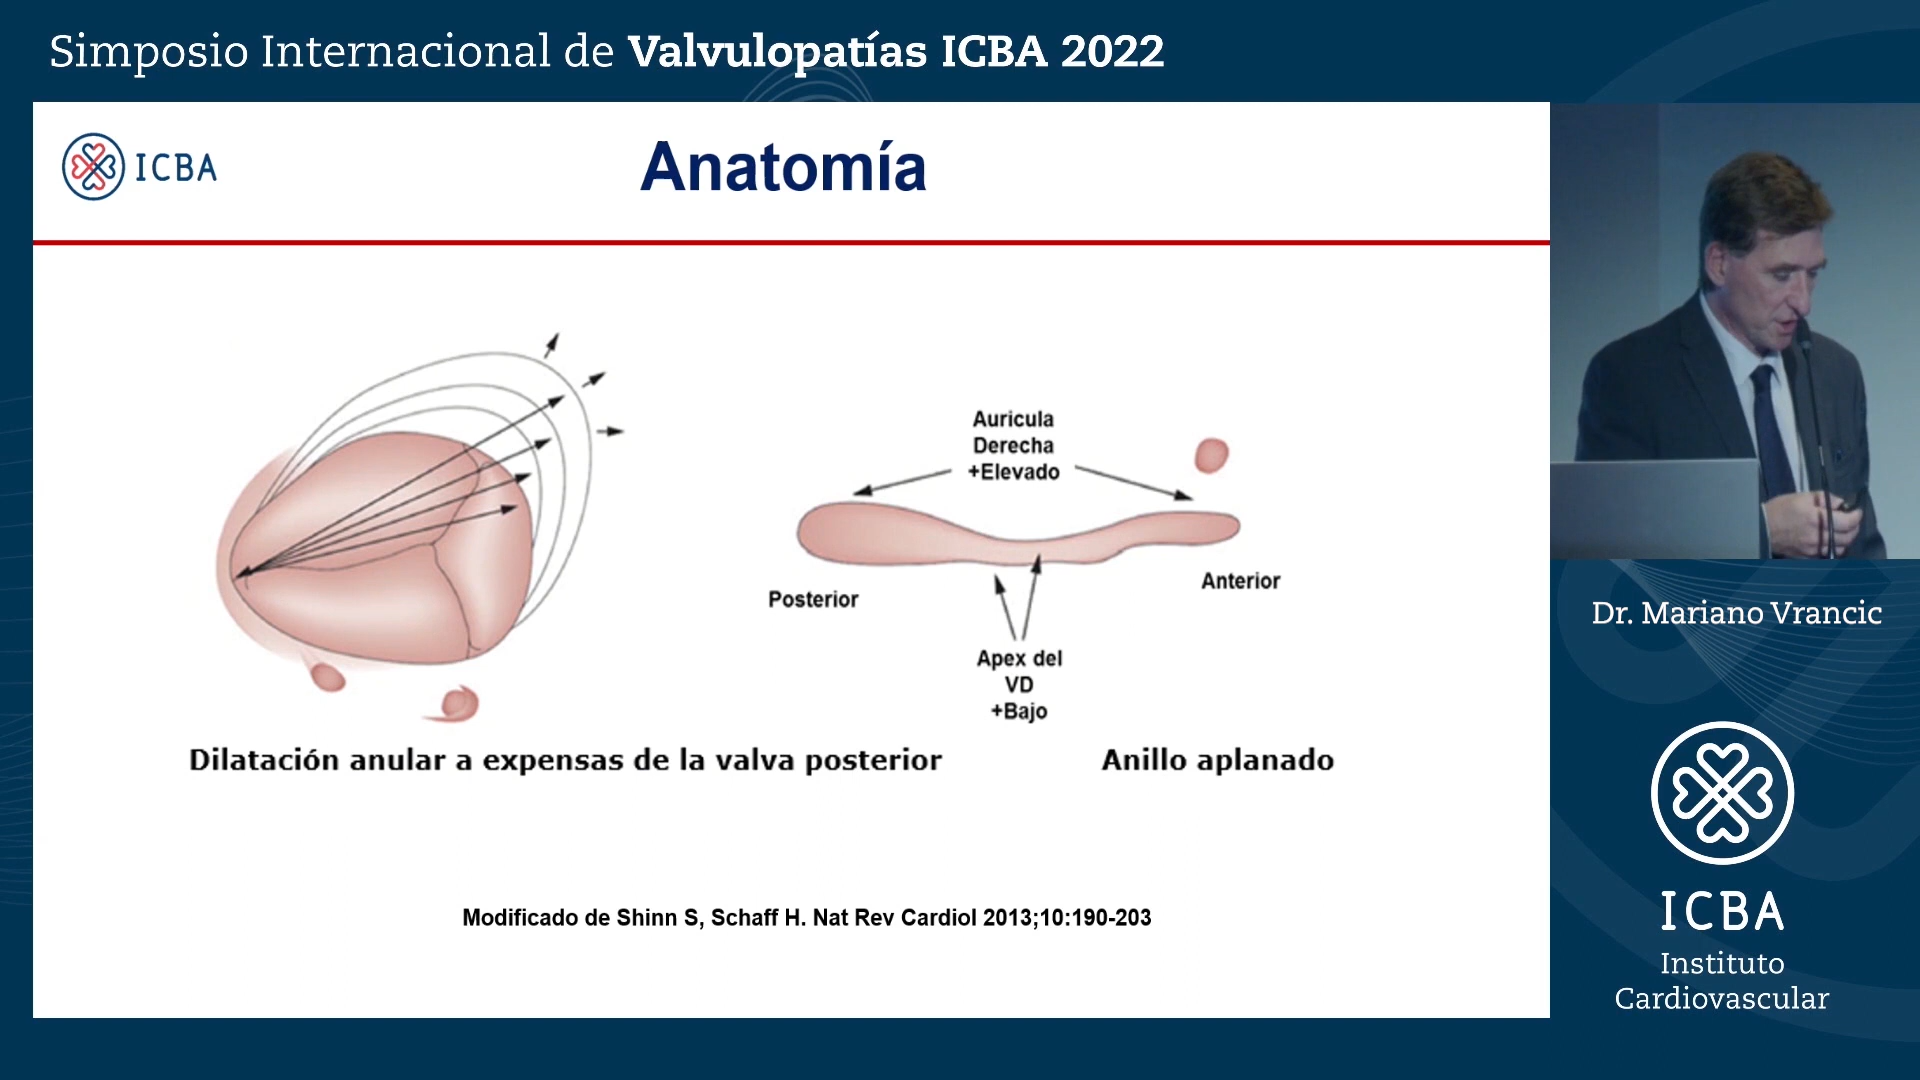 Simposio Internacional de Valvulopatías ICBA 2022
ICBA
Anatomía
Auricula
Derecha
+Elevado
Posterior
Anterior
Apex del
VD
+Bajo
Dilatación anular a expensas de la valva posterior
Anillo aplanado
Modificado de Shinn S, Schaff H. Nat Rev Cardiol 2013;10:190-203
Dr. Mariano Vrancic
ICBA
Instituto
Cardiovascular